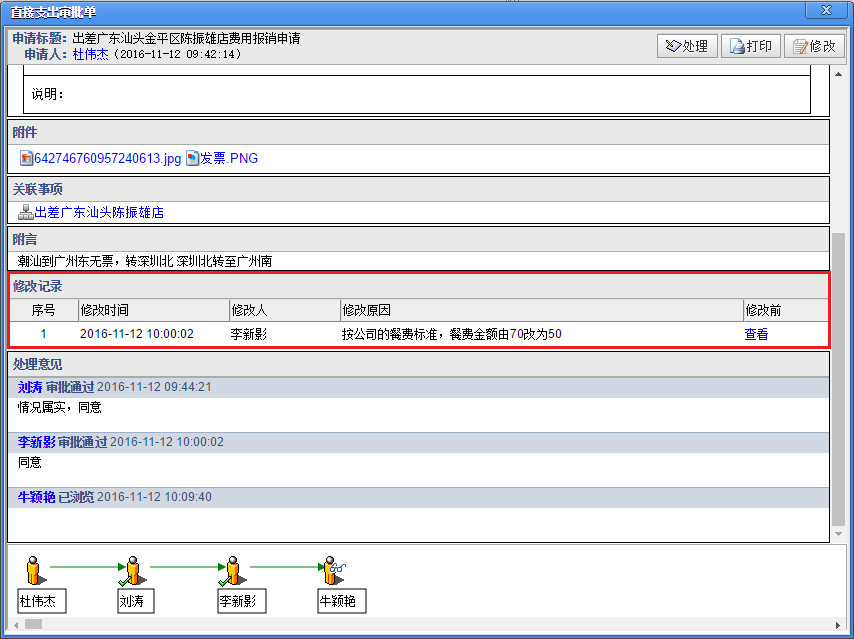 直接支出审批单
申请标题：出差广东汕头金平区陈振雄店费用报销申请
申请人：杜伟杰（2016-11-12 09:42:14）
处理 打印 修改
说明：
附件
642746760957240613.jpg 发票.PNG
关联事项
出差广东汕头陈振雄店
附言
潮汕到广州东无票，转深圳北 深圳北转至广州南
修改记录
序号 修改时间 修改人 修改原因 修改前
1 2016-11-12 10:00:02 李新影 按公司的餐费标准，餐费金额由70改为50 查看
处理意见
刘涛 审批通过 2016-11-12 09:44:21
情况属实，同意
李新影 审批通过 2016-11-12 10:00:02
同意
牛颖艳 已浏览 2016-11-12 10:09:40
杜伟杰 刘涛 李新影 牛颖艳